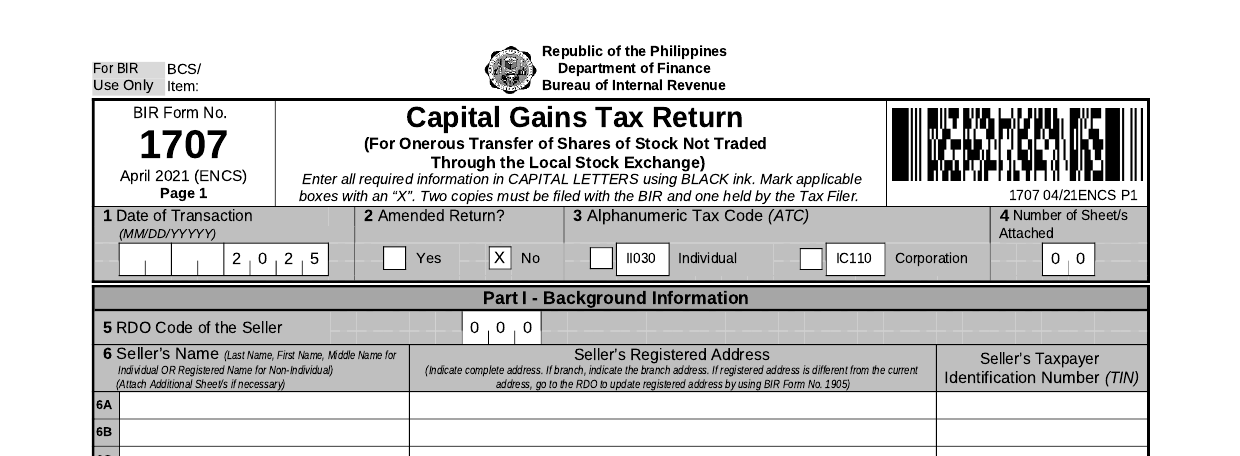 Republic of the Philippines
Department of Finance
Bureau of Internal Revenue
For BIR Use Only
BCS/ Item:
BIR Form No.
1707
April 2021 (ENCS)
Page 1
Capital Gains Tax Return
(For Onerous Transfer of Shares of Stock Not Traded
Through the Local Stock Exchange)
Enter all required information in CAPITAL LETTERS using BLACK ink. Mark applicable
boxes with an “X”. Two copies must be filed with the BIR and one held by the Tax Filer.
1707 04/21ENCS P1
1 Date of Transaction
(MM/DD/YYYYY)
2 0 2 5
2 Amended Return?
Yes
X No
3 Alphanumeric Tax Code (ATC)
II030 Individual
IC110 Corporation
4 Number of Sheet/s
Attached
0 0
Part I - Background Information
5 RDO Code of the Seller
0 0 0
6 Seller's Name (Last Name, First Name, Middle Name for
Individual OR Registered Name for Non-Individual)
(Attach Additional Sheet/s if necessary)
Seller's Registered Address
(Indicate complete address. If branch, indicate the branch address. If registered address is different from the current
address, go to the RDO to update registered address by using BIR Form No. 1905)
Seller's Taxpayer
Identification Number (TIN)
6A
6B